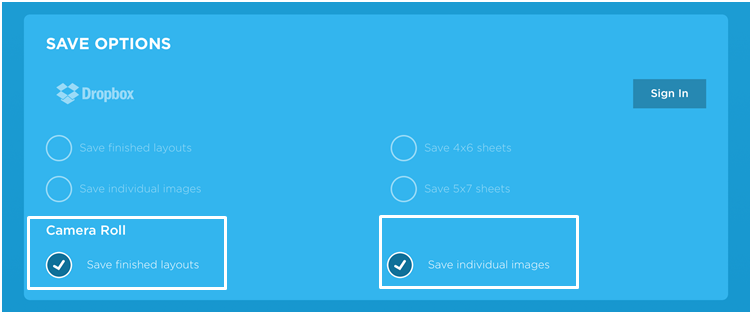 SAVE OPTIONS
Dropbox
Sign In
Save finished layouts
Save 4x6 sheets
Save individual images
Save 5x7 sheets
Camera Roll
Save finished layouts
Save individual images